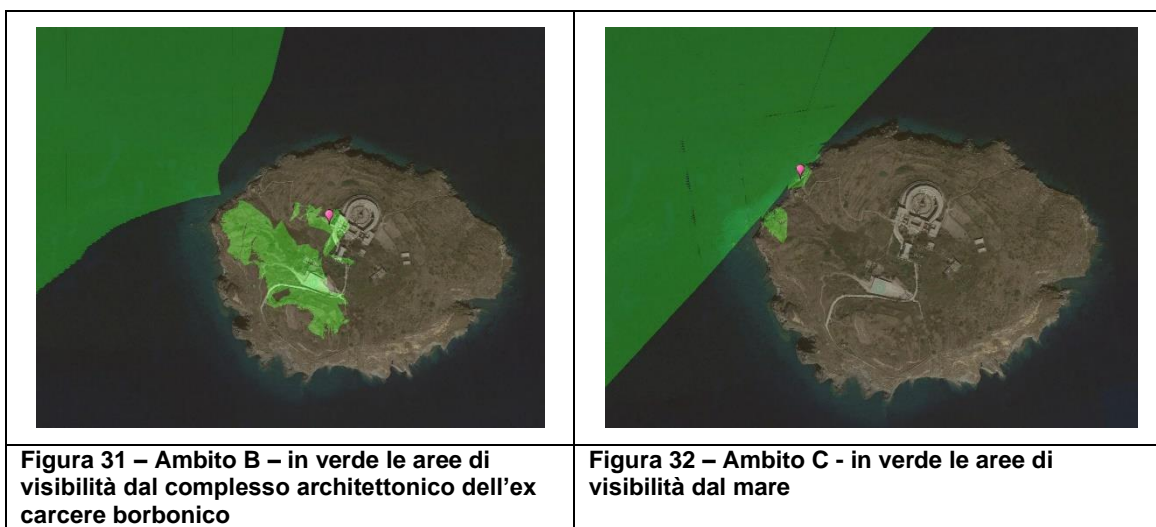 Figura 31 – Ambito B – in verde le aree di
visibilità dal complesso architettonico dell’ex
carcere borbonico
Figura 32 – Ambito C - in verde le aree di
visibilità dal mare